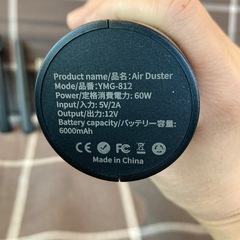 Product name/品名:Air Duster
Model/品番:YMG-812
Power/定格消費電力: 60W
Input/入力: 5V/2A
Output/出力:12V
Battery capacity/バッテリー容量:
6000mAh
Made in China